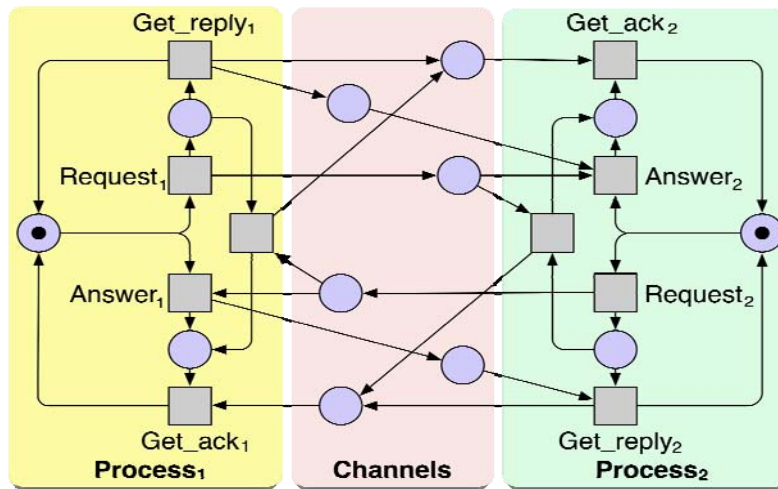 Get_reply₁
Get_ack₂
Request₁
Answer₂
Answer₁
Request₂
Get_ack₁
Get_reply₂
Process₁
Channels
Process₂